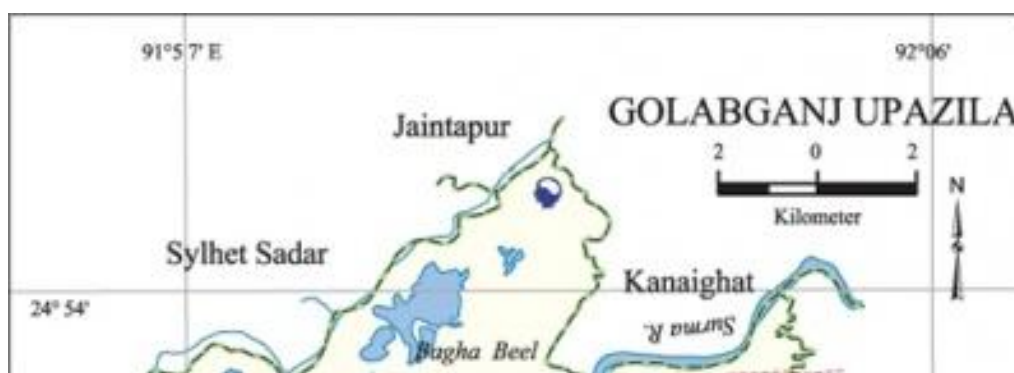 91°57' E
92°06'
GOLABGANJ UPAZILA
Jaintapur
2 0 2
Kilometer
N
Sylhet Sadar
Kanaighat
24° 54'
Surma R.
Bagha Beel